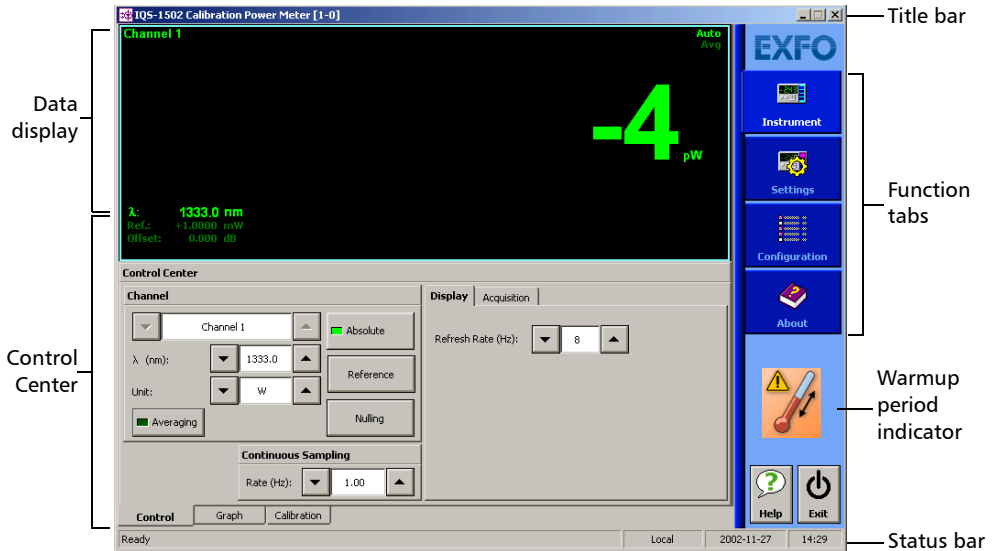 IQS-1502 Calibration Power Meter [1-0]
Title bar
Channel 1
Auto
Avg
EXFO
Data
display
-4
pW
λ: 1333.0 nm
Ref.: +1.0000 mW
Offset: 0.000 dB
Instrument
Settings
Configuration
About
Function
tabs
Control Center
Channel
Channel 1
Absolute
λ (nm):
1333.0
Reference
Unit:
W
Averaging
Nulling
Continuous Sampling
Rate (Hz):
1.00
Display
Acquisition
Refresh Rate (Hz):
8
Control
Center
Warmup
period
indicator
Help
Exit
Control
Graph
Calibration
Ready
Local
2002-11-27
14:29
Status bar